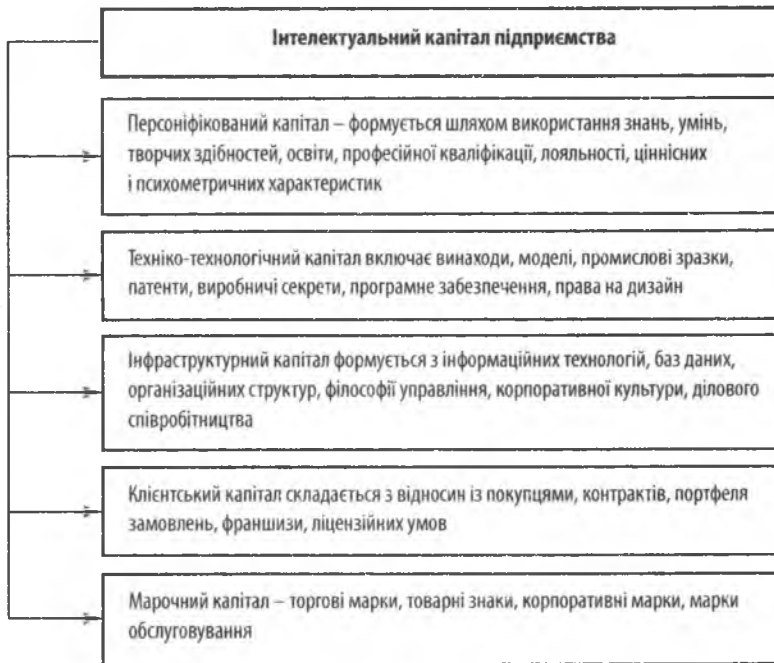 Інтелектуальний капітал підприємства
Персоніфікований капітал – формується шляхом використання знань, умінь,
творчих здібностей, освіти, професійної кваліфікації, лояльності, ціннісних
і психометричних характеристик
Техніко-технологічний капітал включає винаходи, моделі, промислові зразки,
патенти, виробничі секрети, програмне забезпечення, права на дизайн
Інфраструктурний капітал формується з інформаційних технологій, баз даних,
організаційних структур, філософії управління, корпоративної культури, ділового
співробітництва
Клієнтський капітал складається з відносин із покупцями, контрактів, портфеля
замовлень, франшизи, ліцензійних умов
Марочний капітал – торгові марки, товарні знаки, корпоративні марки, марки
обслуговування